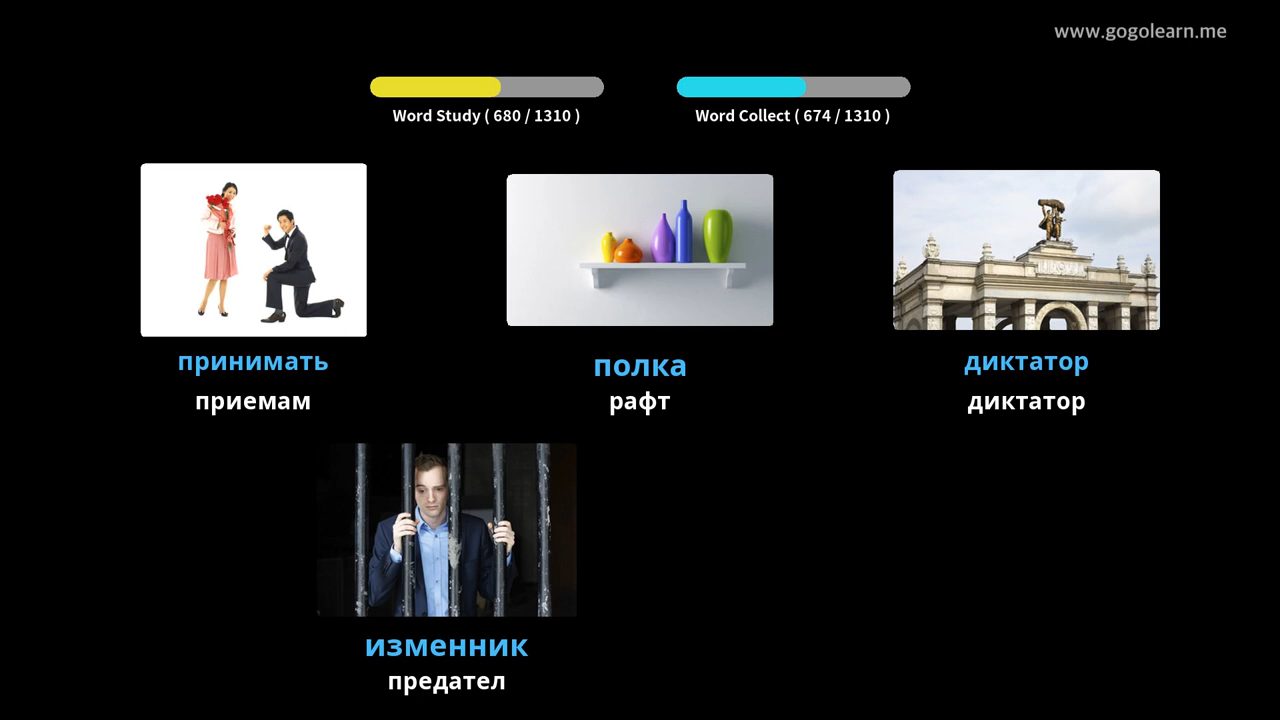 www.gogolearn.me
Word Study ( 680 / 1310 )
Word Collect ( 674 / 1310 )
принимать
приемам
полка
рафт
диктатор
диктатор
изменник
предател